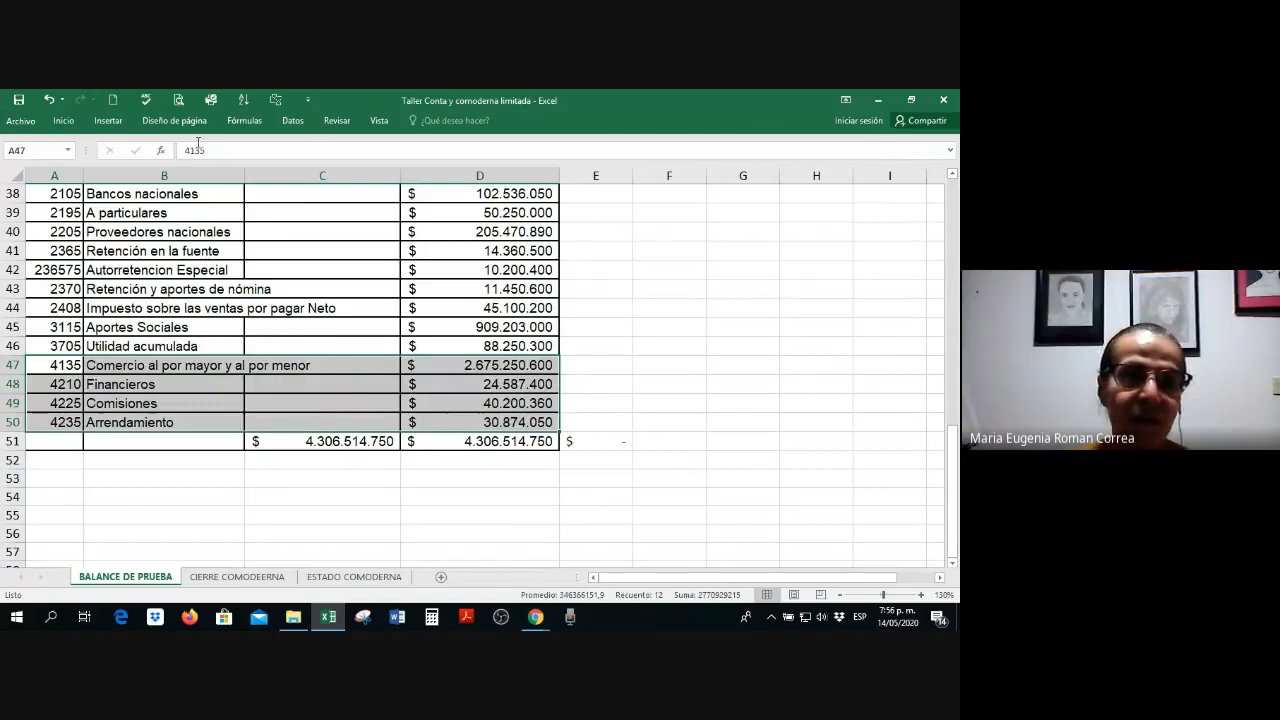 Taller Conta y comoderna limitada - Excel
Archivo Inicio Insertar Diseño de página Fórmulas Datos Revisar Vista ¿Qué desea hacer? Iniciar sesión Compartir
A47 fx 4135
A B C D E F G H I
38 2105 Bancos nacionales $ 102.536.050
39 2195 A particulares $ 50.250.000
40 2205 Proveedores nacionales $ 205.470.890
41 2365 Retención en la fuente $ 14.360.500
42 236575 Autorretencion Especial $ 10.200.400
43 2370 Retención y aportes de nómina $ 11.450.600
44 2408 Impuesto sobre las ventas por pagar Neto $ 45.100.200
45 3115 Aportes Sociales $ 909.203.000
46 3705 Utilidad acumulada $ 88.250.300
47 4135 Comercio al por mayor y al por menor $ 2.675.250.600
48 4210 Financieros $ 24.587.400
49 4225 Comisiones $ 40.200.360
50 4235 Arrendamiento $ 30.874.050
51 $ 4.306.514.750 $ 4.306.514.750 $ -
52
53
54
55
56
57
BALANCE DE PRUEBA CIERRE COMODEERNA ESTADO COMODERNA
Listo Promedio: 346366151,9 Recuento: 12 Suma: 2770929215 130%
ESP 7:56 p. m.
14/05/2020 14
Maria Eugenia Roman Correa